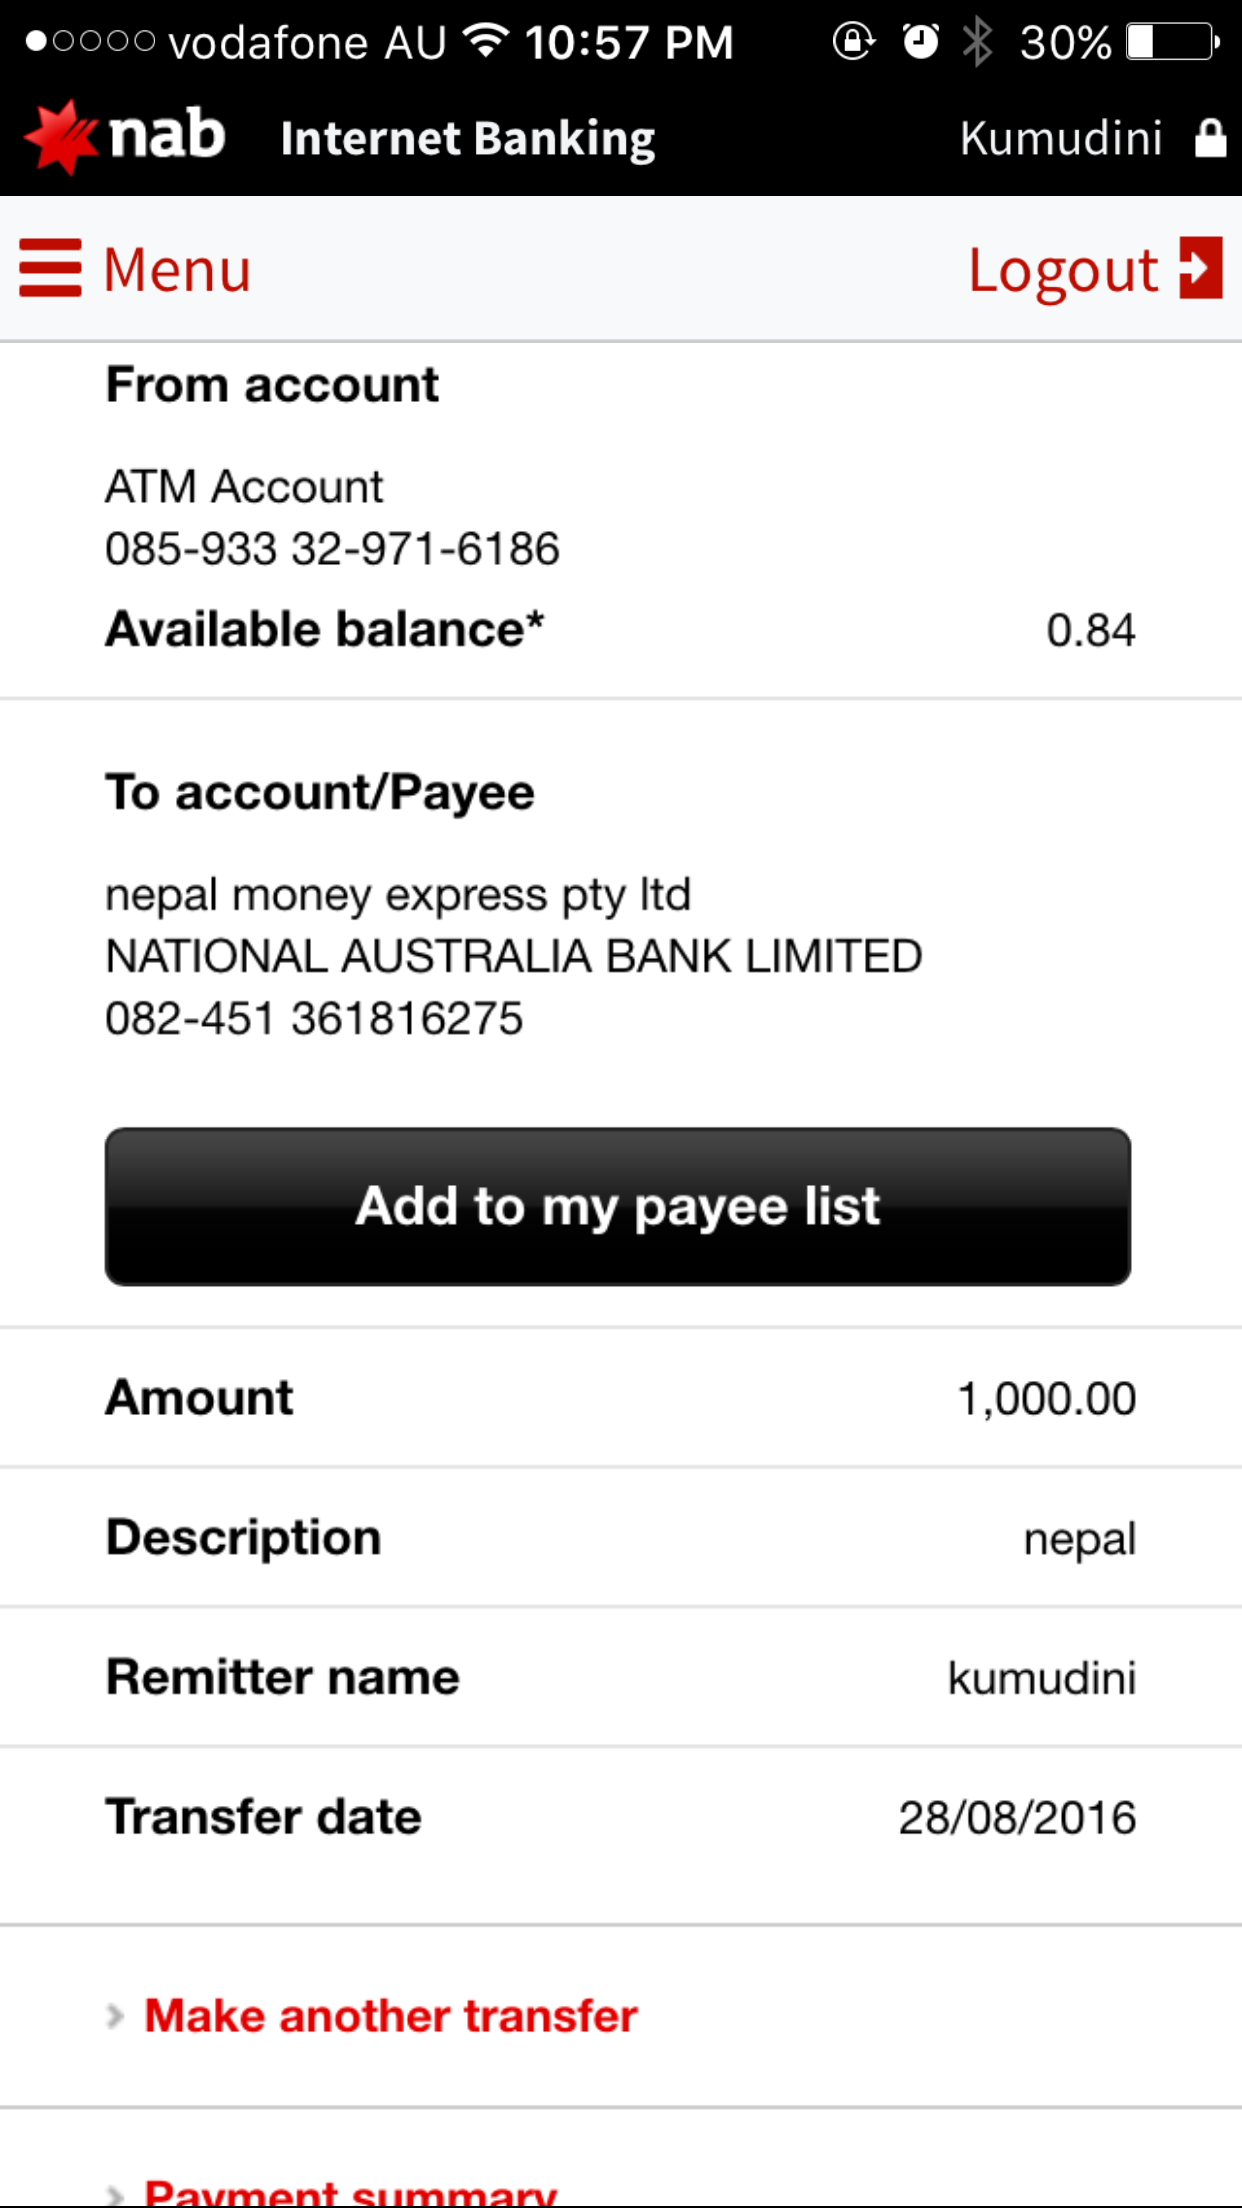 vodafone AU 10:57 PM 30%
nab Internet Banking Kumudini
Menu Logout
From account
ATM Account
085-933 32-971-6186
Available balance* 0.84
To account/Payee
nepal money express pty ltd
NATIONAL AUSTRALIA BANK LIMITED
082-451 361816275
Add to my payee list
Amount 1,000.00
Description nepal
Remitter name kumudini
Transfer date 28/08/2016
Make another transfer
Payment summary